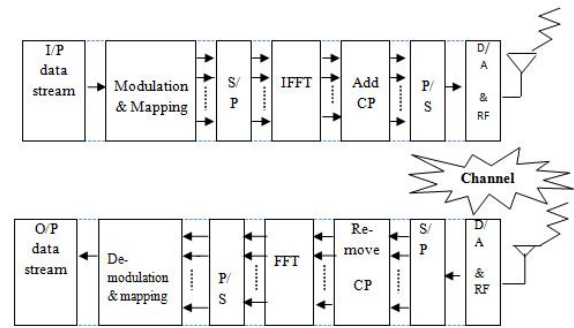 I/P
data
stream
Modulation
& Mapping
S/
P
IFFT
Add
CP
P/
S
D/
A
&
RF
Channel
O/P
data
stream
De-
modulation
& mapping
P/
S
FFT
Re-
move
CP
S/
P
D/
A
&
RF